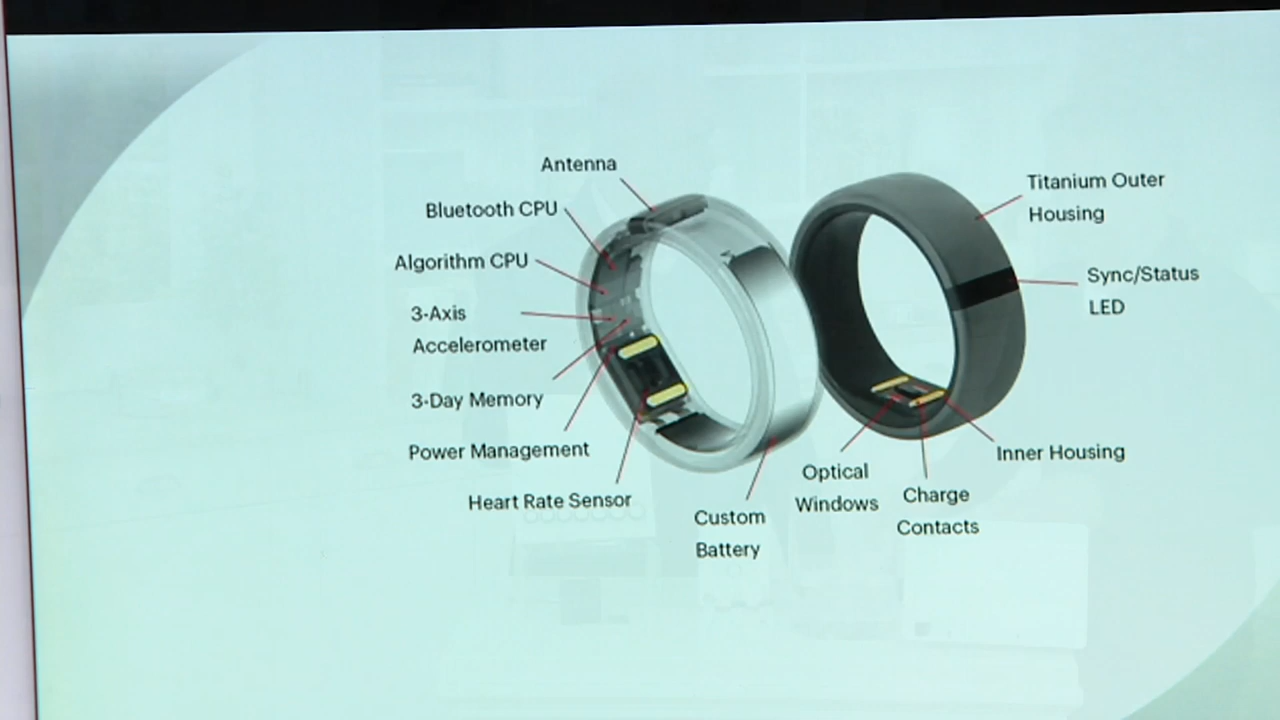 Antenna
Bluetooth CPU
Algorithm CPU
3-Axis
Accelerometer
3-Day Memory
Power Management
Heart Rate Sensor
Custom
Battery
Titanium Outer
Housing
Sync/Status
LED
Inner Housing
Optical
Windows
Charge
Contacts